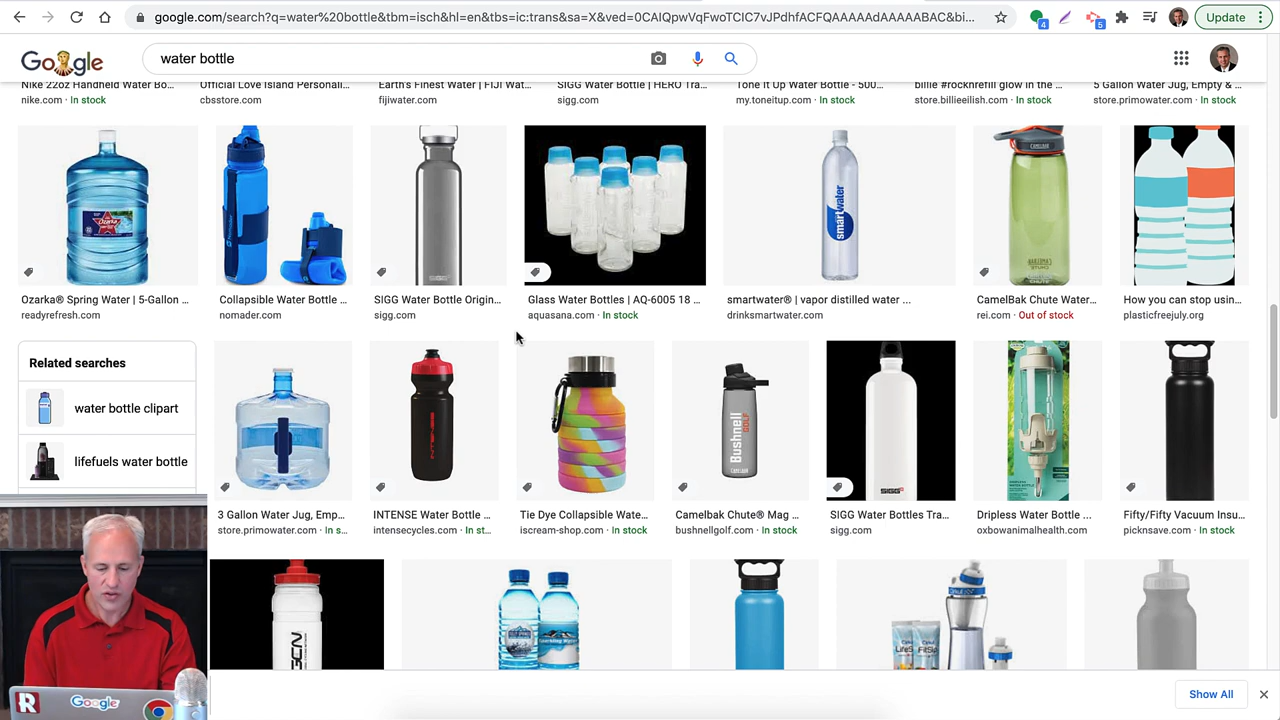 google.com/search?q=water%20bottle&tbm=isch&hl=en&tbs=ic:trans&sa=X&ved=0CAIQpwVqFwoTCIC7vJPdhfACFQAAAAAdAAAAABAC&bi...
4
5
Update
Google
water bottle
Nike 22oz Handheld Water Bo...
Official Love Island Personali...
Earth's Finest Water | FIJI Wat...
SIGG Water Bottle | HERO Tra...
Tone It Up Water Bottle - 500...
billie #rocknrefill glow in the ...
5 Gallon Water Jug, Empty & ...
nike.com · In stock
cbsstore.com
fijiwater.com
sigg.com
my.toneitup.com · In stock
store.billieeilish.com · In stock
store.primowater.com · In stock
Ozarka
smartwater
CAMELBAK
Ozarka® Spring Water | 5-Gallon ...
Collapsible Water Bottle ...
SIGG Water Bottle Origin...
Glass Water Bottles | AQ-6005 18 ...
smartwater® | vapor distilled water ...
CamelBak Chute Water...
How you can stop usin...
readyrefresh.com
nomader.com
sigg.com
aquasana.com · In stock
drinksmartwater.com
rei.com · Out of stock
plasticfreejuly.org
Related searches
water bottle clipart
lifefuels water bottle
INTENSE
Bushnell
GOLF
CAMELBAK
SIGG
3 Gallon Water Jug, Emp...
INTENSE Water Bottle ...
Tie Dye Collapsible Wate...
Camelbak Chute® Mag ...
SIGG Water Bottles Tra...
Dripless Water Bottle ...
Fifty/Fifty Vacuum Insu...
store.primowater.com · In s...
intensecycles.com · In st...
iscream-shop.com · In stock
bushnellgolf.com · In stock
sigg.com
oxbowanimalhealth.com
picknsave.com · In stock
LifeS
FitSip
R
Google
Show All